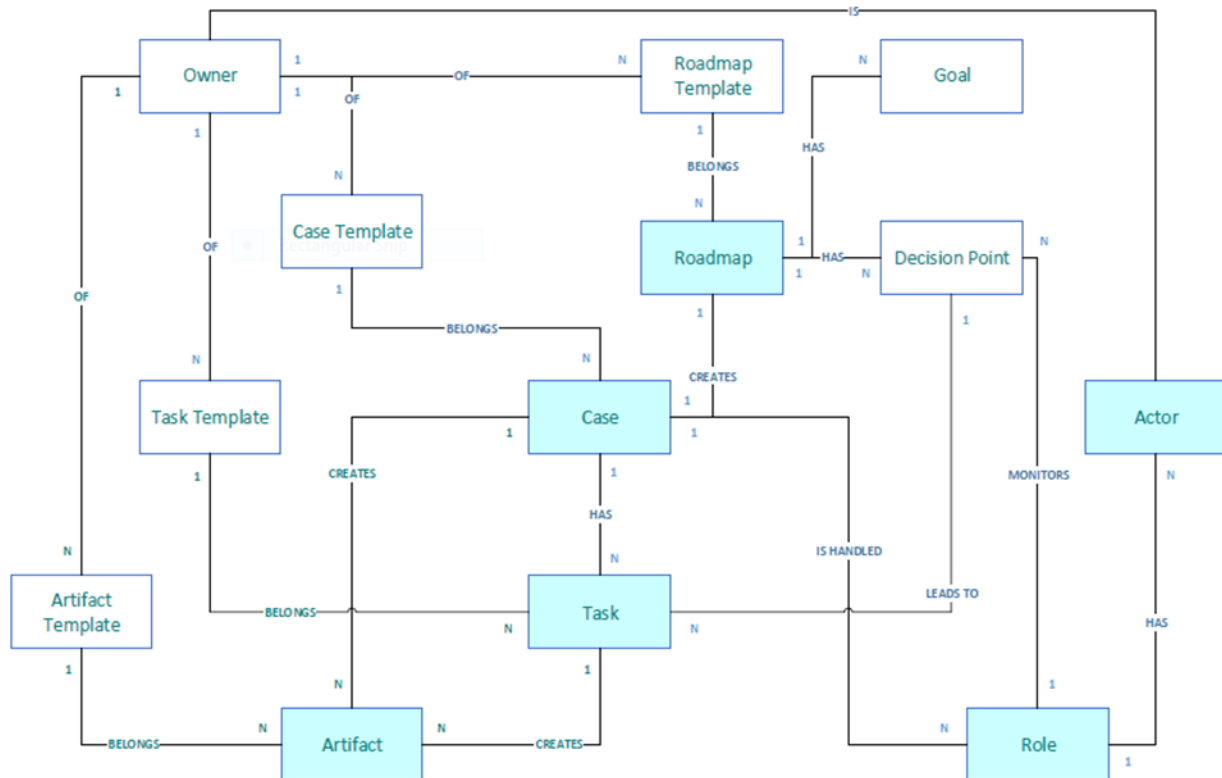 IS
Owner
1
1
1
1
OF
N
Roadmap
Template
N
Goal
OF
1
HAS
BELONGS
N
Case Template
N
1
HAS
1
N
Roadmap
Decision Point
N
OF
Rectangular Snip
1
1
1
OF
BELONGS
N
N
CREATES
Task Template
Case
1
1
1
Actor
1
CREATES
1
N
MONITORS
HAS
N
N
IS HANDLED
Artifact
Template
BELONGS
Task
LEADS TO
N
N
HAS
1
1
1
N
N
N
N
BELONGS
Artifact
CREATES
Role
1